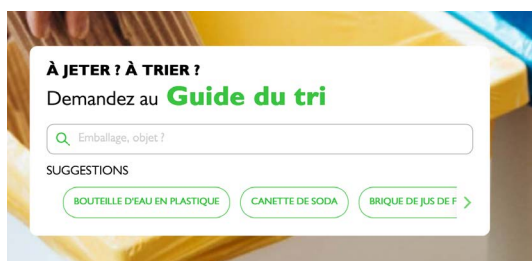 À JETER ? À TRIER ?
Demandez au Guide du tri
Emballage, objet ?
SUGGESTIONS
BOUTEILLE D'EAU EN PLASTIQUE CANETTE DE SODA BRIQUE DE JUS DE F